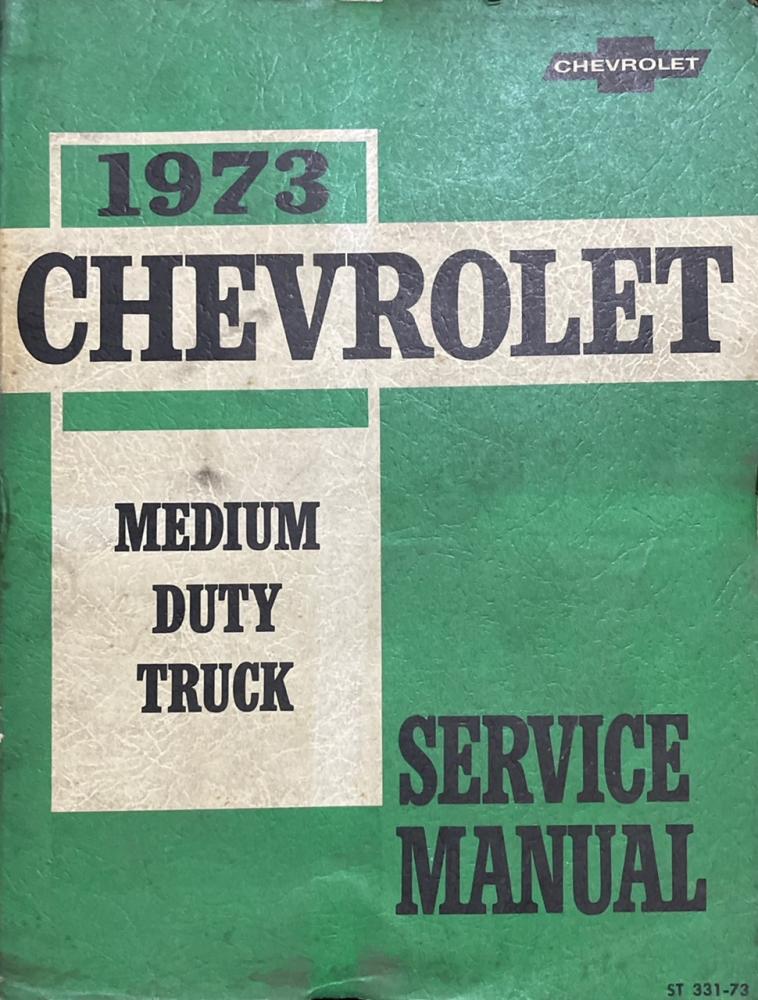 CHEVROLET
1973
CHEVROLET
MEDIUM
DUTY
TRUCK
SERVICE
MANUAL
ST 331-73